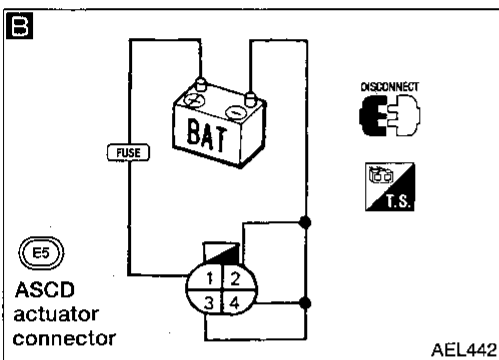 B
DISCONNECT
+ -
BAT
FUSE
T.S.
E5
1 2
3 4
ASCD
actuator
connector
AEL442